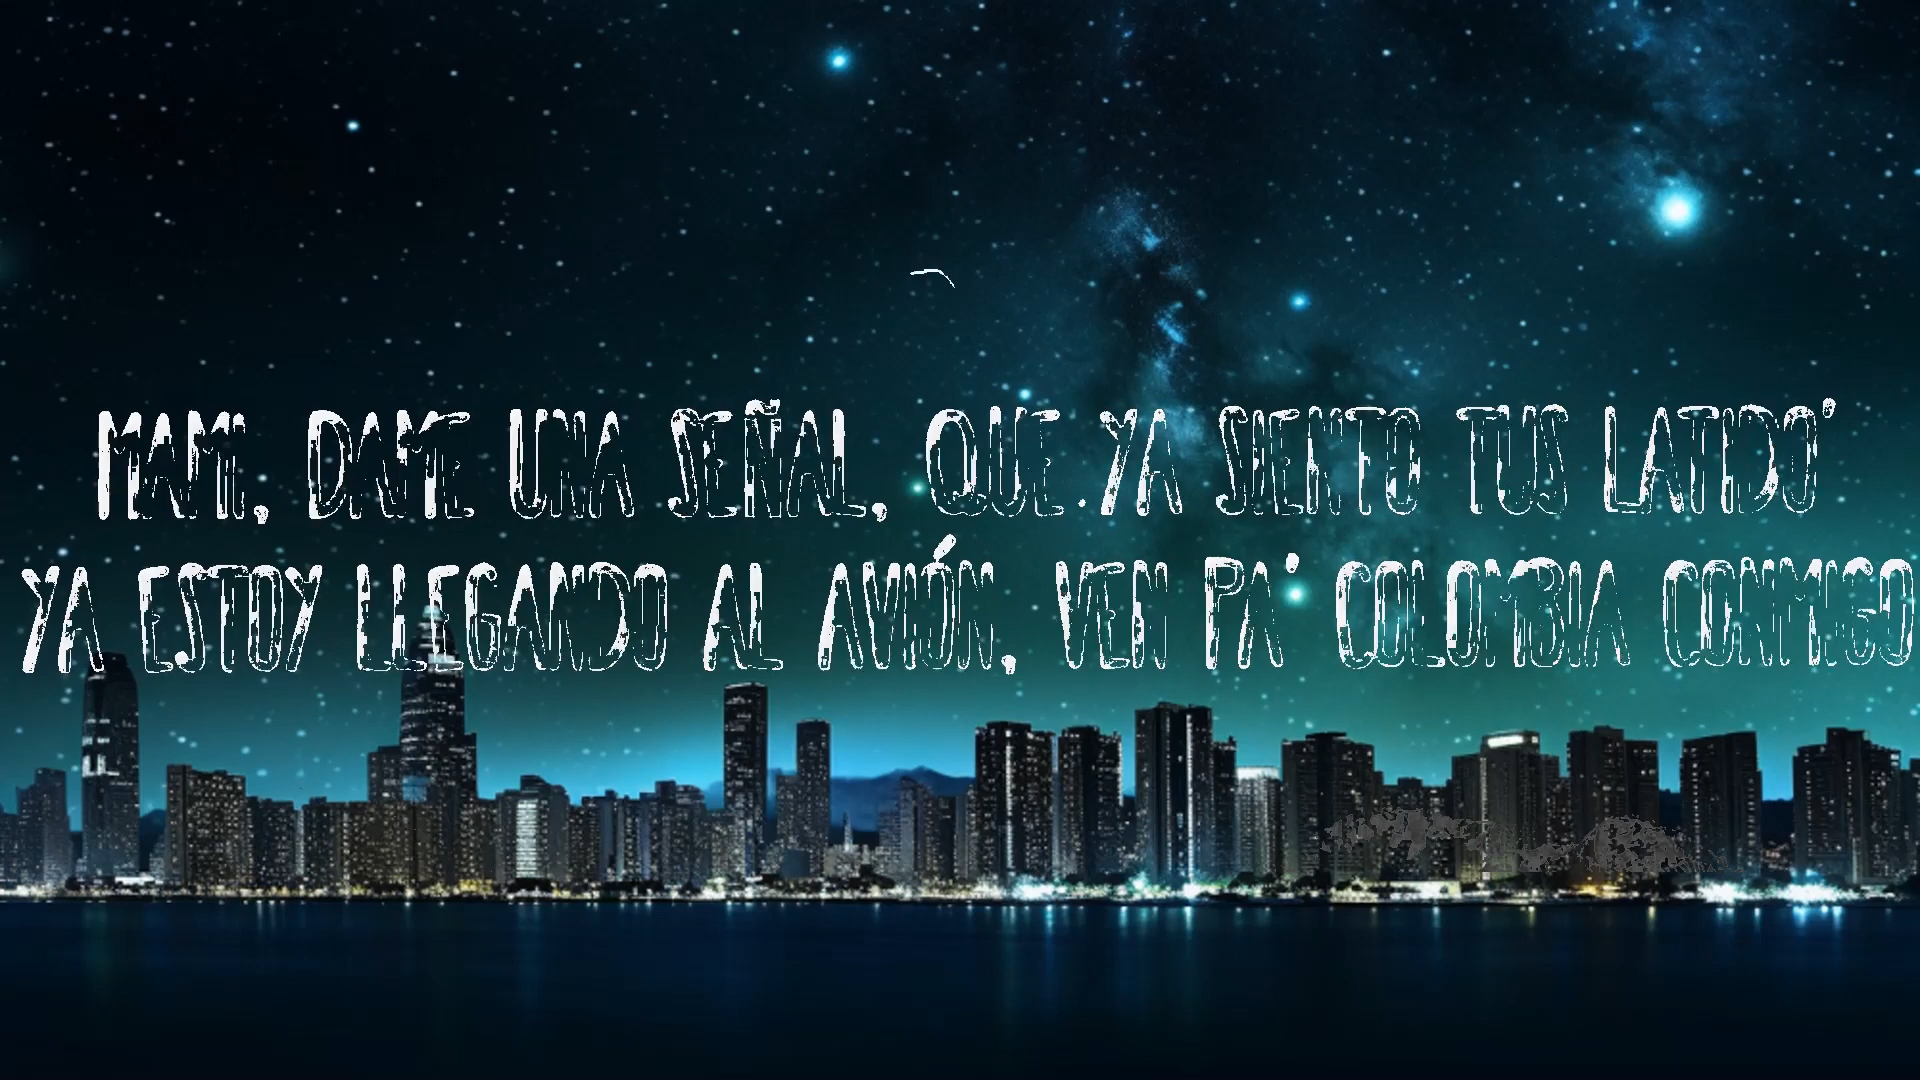 MAMI, DAME UNA SEÑAL, QUE YA SIENTO TUS LATIDO'
YA ESTOY LLEGANDO AL AVIÓN, VEN PA' COLOMBIA CONMIGO